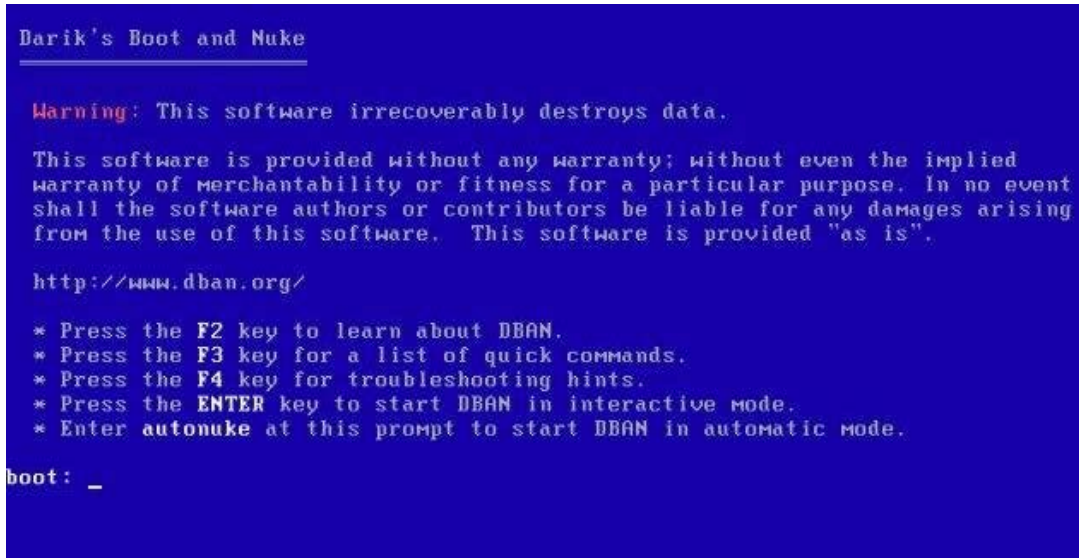 Darik's Boot and Nuke
Warning: This software irrecoverably destroys data.
This software is provided without any warranty; without even the implied
warranty of merchantability or fitness for a particular purpose. In no event
shall the software authors or contributors be liable for any damages arising
from the use of this software.  This software is provided "as is".
http://www.dban.org/
* Press the F2 key to learn about DBAN.
* Press the F3 key for a list of quick commands.
* Press the F4 key for troubleshooting hints.
* Press the ENTER key to start DBAN in interactive mode.
* Enter autonuke at this prompt to start DBAN in automatic mode.
boot: _